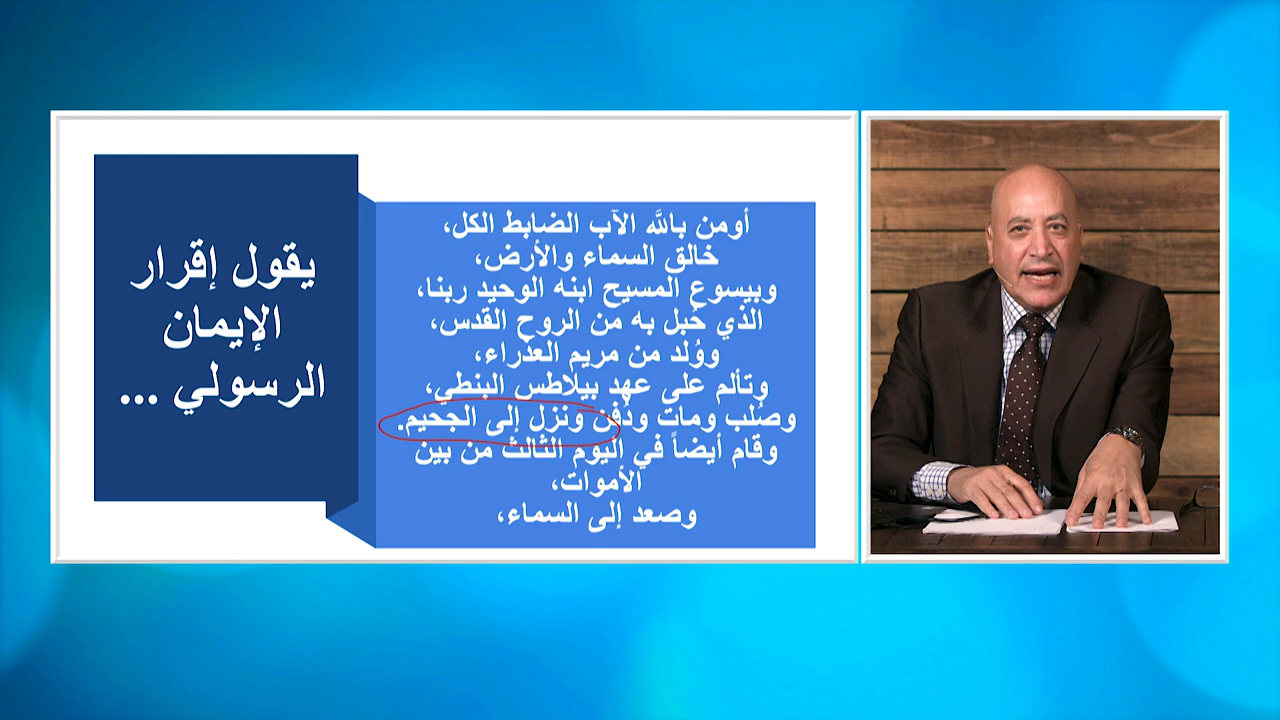 يقول إقرار
الإيمان
الرسولي ...
أومن بالله الآب الضابط الكل،
خالق السماء والأرض،
وبيسوع المسيح ابنه الوحيد ربنا،
الذي حُبل به من الروح القدس،
ووُلد من مريم العذراء،
وتألم على عهد بيلاطس البنطي،
وصُلب ومات ودُفن ونزل إلى الجحيم.
وقام أيضاً في اليوم الثالث من بين
الأموات،
وصعد إلى السماء،